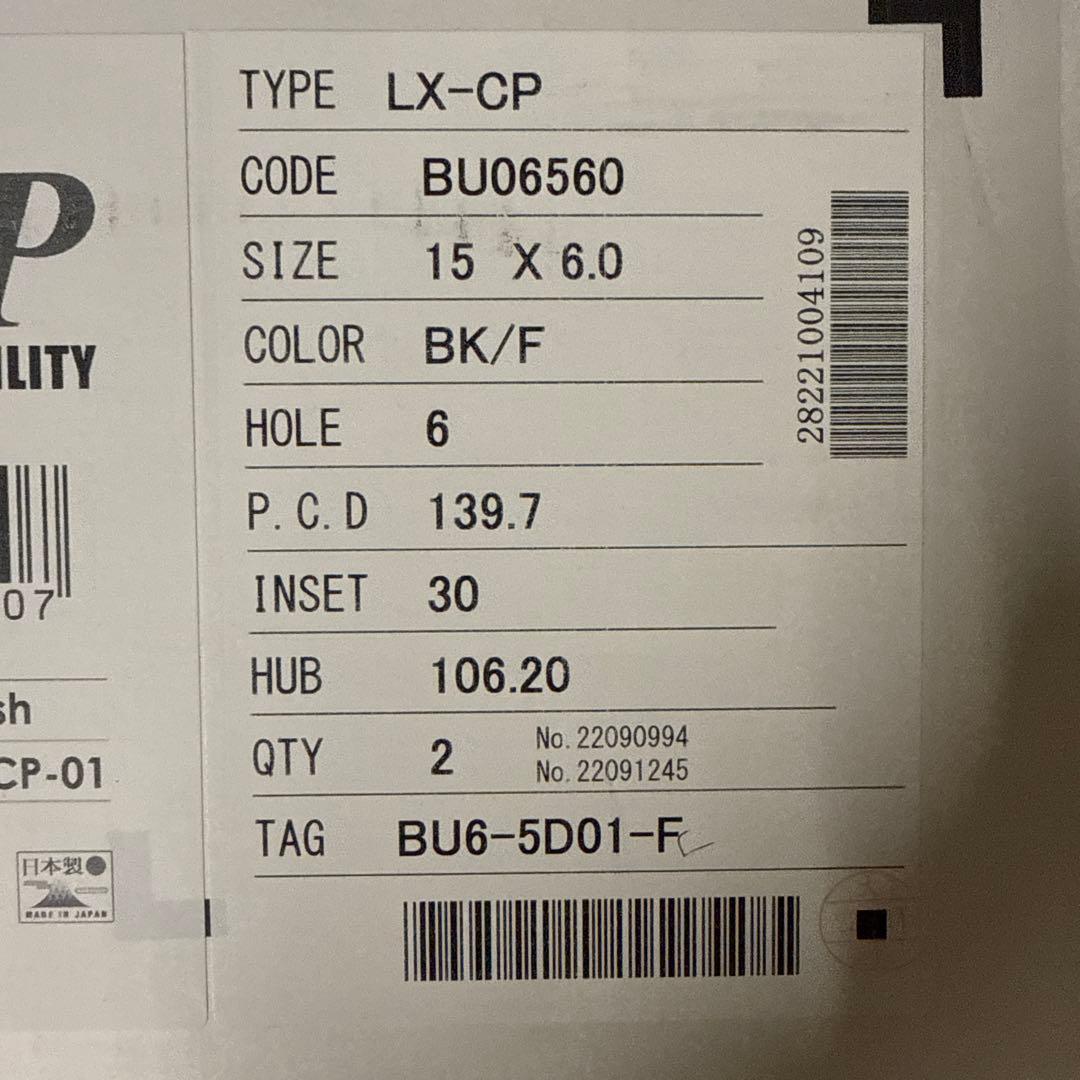 TYPE LX-CP
CODE BU06560
SIZE 15 X 6.0
COLOR BK/F
HOLE 6
P.C.D 139.7
INSET 30
HUB 106.20
QTY 2 No. 22090994
No. 22091245
TAG BU6-5D01-F
28221004109
P
ILITY
07
sh
CP-01
日本製
MADE IN JAPAN